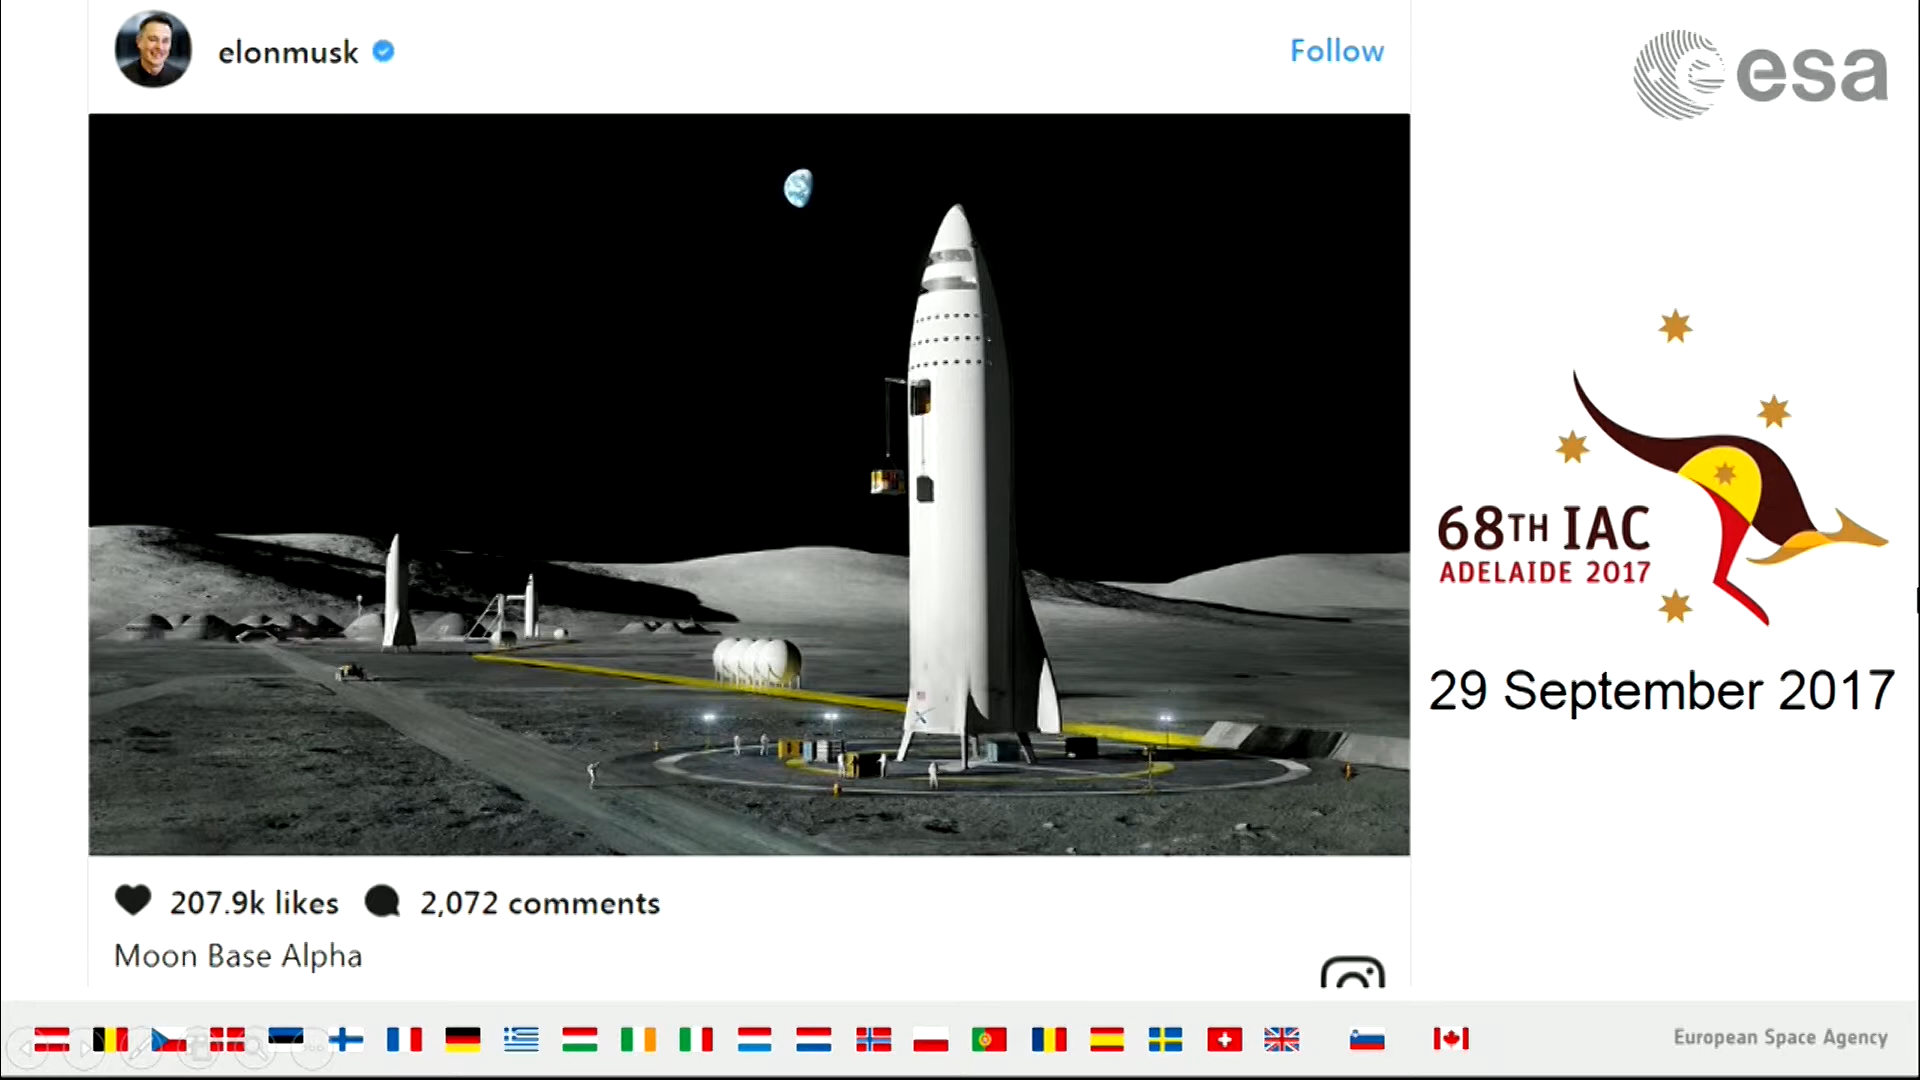 elonmusk
Follow
esa
68TH IAC
ADELAIDE 2017
29 September 2017
207.9k likes
2,072 comments
Moon Base Alpha
European Space Agency